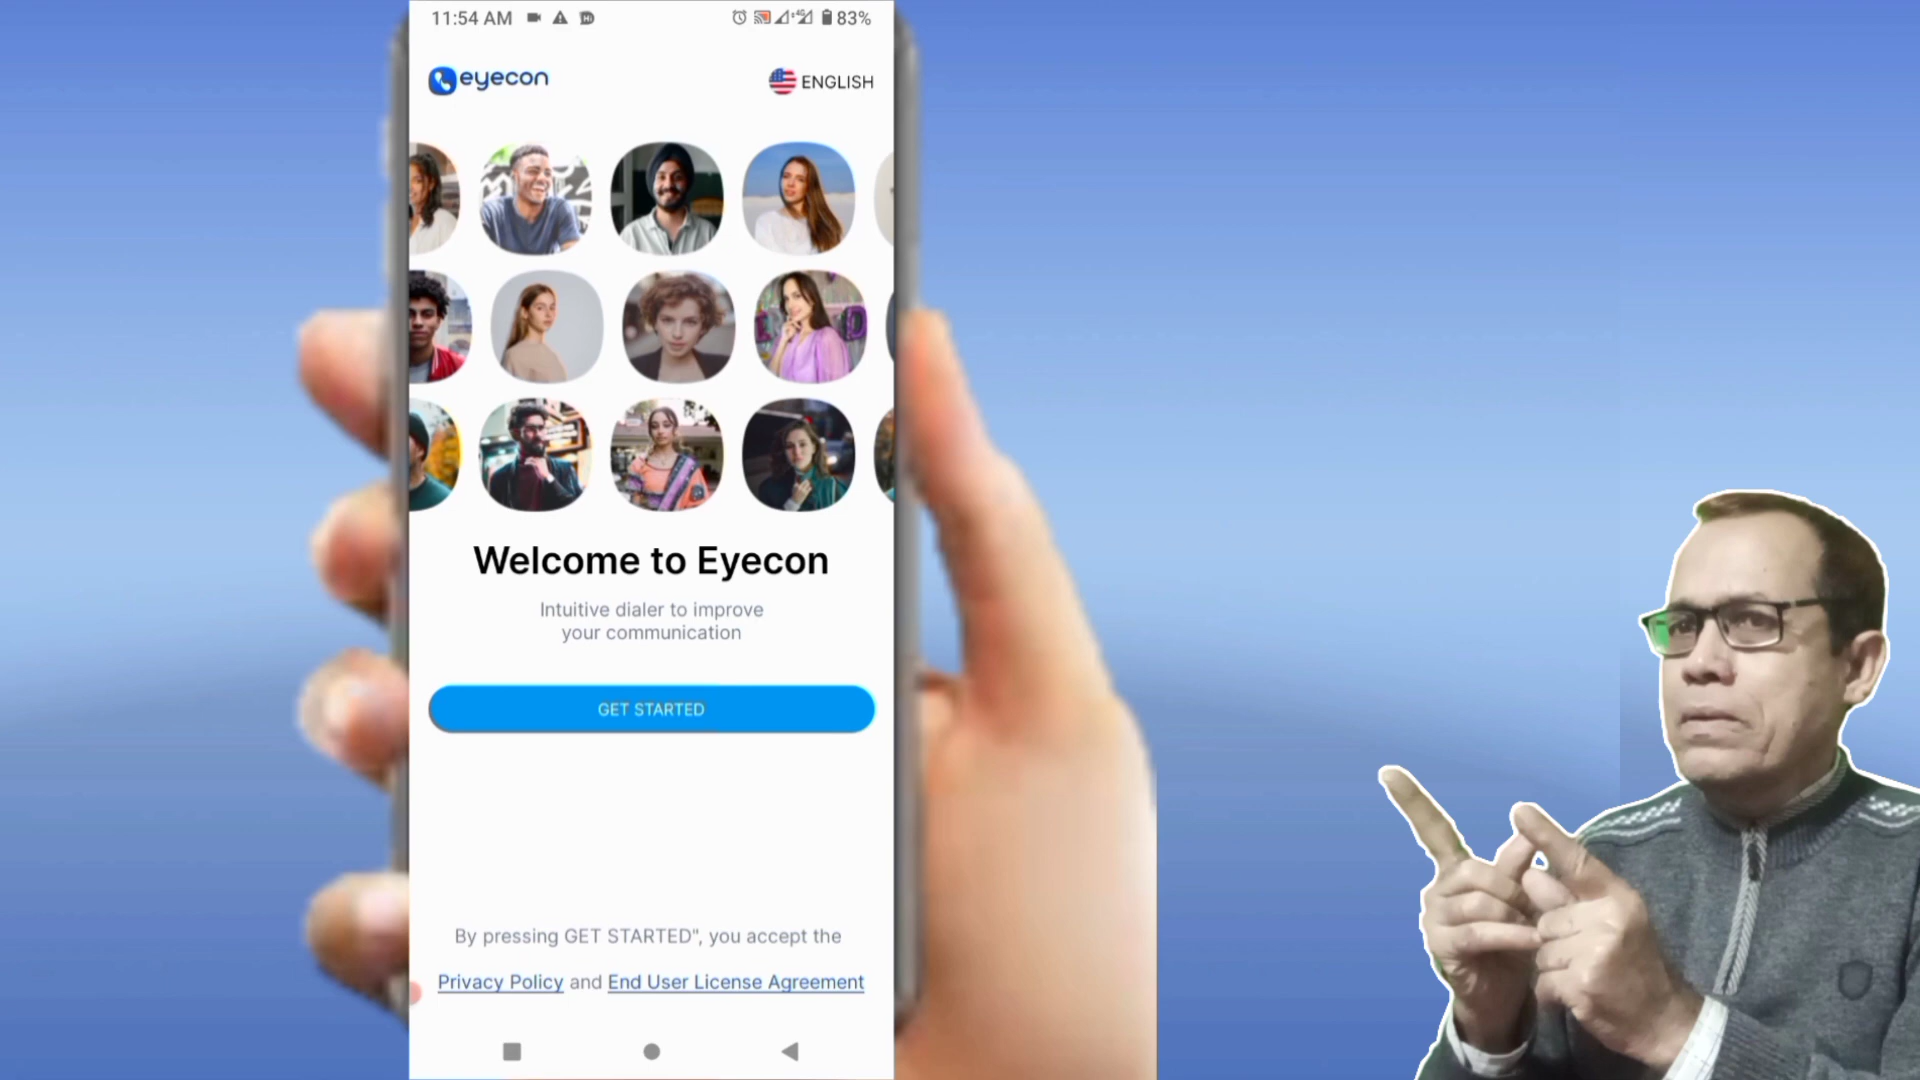 11:54 AM
83%
eyecon
ENGLISH
Welcome to Eyecon
Intuitive dialer to improve
your communication
GET STARTED
By pressing GET STARTED", you accept the
Privacy Policy and End User License Agreement